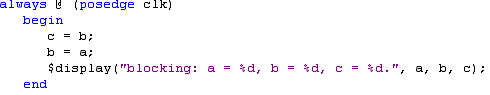 always @ (posedge clk)
begin
c = b;
b = a;
$display("blocking: a = %d, b = %d, c = %d.", a, b, c);
end